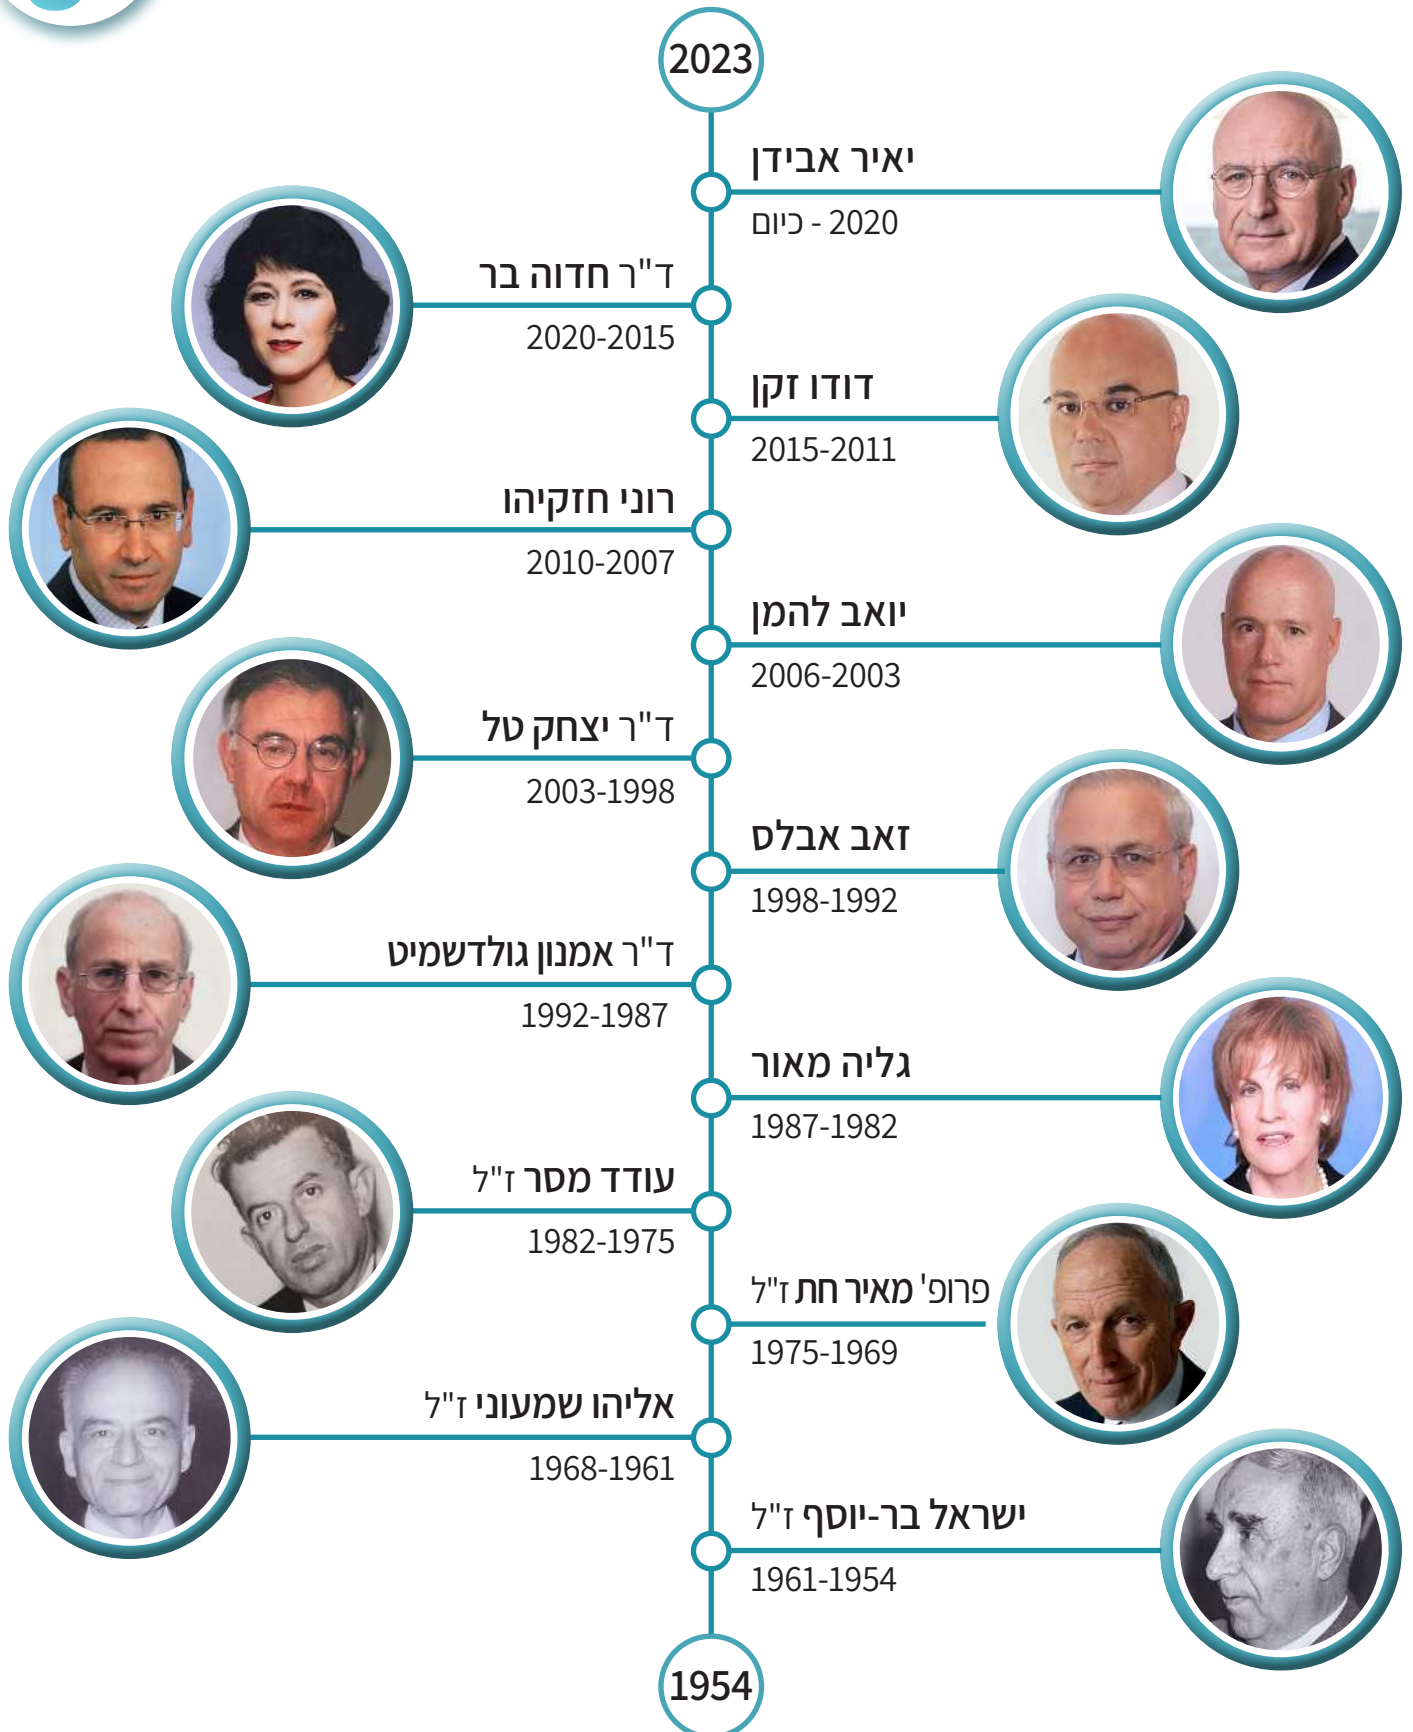 2023
יאיר אבידן
2020 - כיום
ד"ר חדוה בר
2020-2015
דודו זקן
2015-2011
רוני חזקיהו
2010-2007
יואב להמן
2006-2003
ד"ר יצחק טל
2003-1998
זאב אבלס
1998-1992
ד"ר אמנון גולדשמיט
1992-1987
גליה מאור
1987-1982
עודד מסר ז"ל
1982-1975
פרופ' מאיר חת ז"ל
1975-1969
אליהו שמעוני ז"ל
1968-1961
ישראל בר-יוסף ז"ל
1961-1954
1954